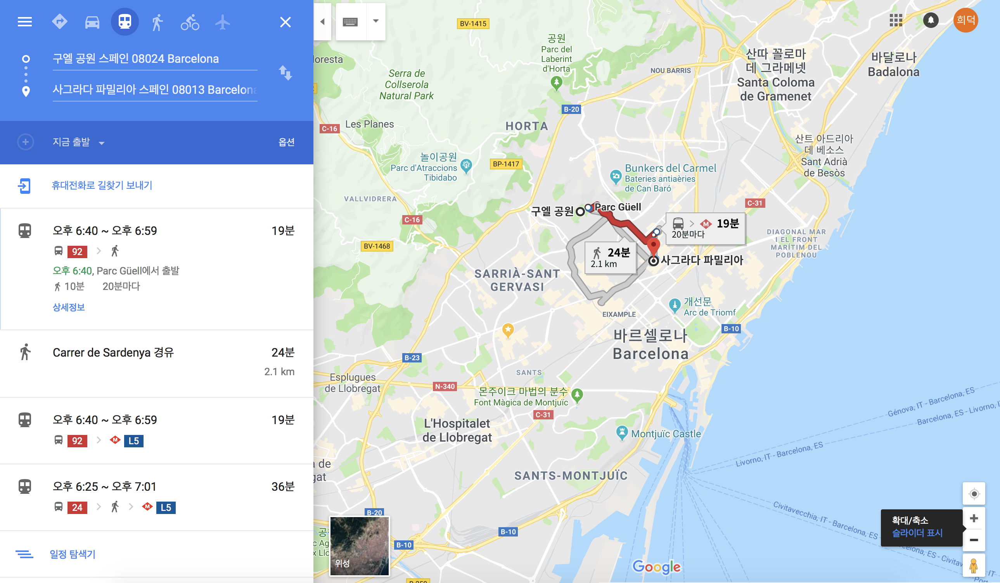 구엘 공원 스페인 08024 Barcelona
사그라다 파밀리아 스페인 08013 Barcelona
지금 출발
옵션
휴대전화로 길찾기 보내기
오후 6:40 ~ 오후 6:59
19분
92
오후 6:40, Parc Güell에서 출발
10분 20분마다
상세정보
Carrer de Sardenya 경유
24분
2.1 km
오후 6:40 ~ 오후 6:59
19분
92
M
L5
오후 6:25 ~ 오후 7:01
36분
24
M
L5
일정 탐색기
희덕
BV-1415
공원
Parc del
Laberint
d'Horta
NOU BARRIS
산따 꼴로마
데 그라메넷
Santa Coloma
de Gramenet
바달로나
Badalona
Serra de
Collserola
Natural Park
B-20
Les Planes
C-16
HORTA
산트 아드리아
데 베소스
Sant Adrià
de Besòs
놀이공원
Parc d'Atraccions
Tibidabo
BP-1417
Bunkers del Carmel
Bateries antiaèries
de Can Baró
VALLVIDRERA
C-31
C-16
구엘 공원
Parc Güell
M 19분
20분마다
DIAGONAL MAR
I EL FRONT
MARÍTIM DEL
POBLENOU
BV-1468
24분
2.1 km
사그라다 파밀리아
SARRIÀ-SANT
GERVASI
개선문
Arc de Triomf
EIXAMPLE
B-10
바르셀로나
Barcelona
B-23
SANTS
Esplugues
de Llobregat
N-340
몬주이크 마법의 분수
Font Màgica de Montjuïc
C-31
L'Hospitalet
de Llobregat
Montjuïc Castle
Génova, IT - Barcelona, ES
Barcelona, ES - Livorno, IT
Livorno, IT - Barcelona, ES
SANTS-MONTJUÏC
Civitavecchia, IT - Barcelona, ES
B-20
B-10
B-10
확대/축소
슬라이더 표시
위성
Google